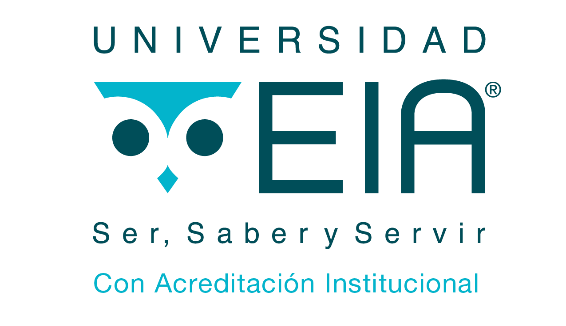 UNIVERSIDAD
EIA®
Ser, Saber y Servir
Con Acreditación Institucional